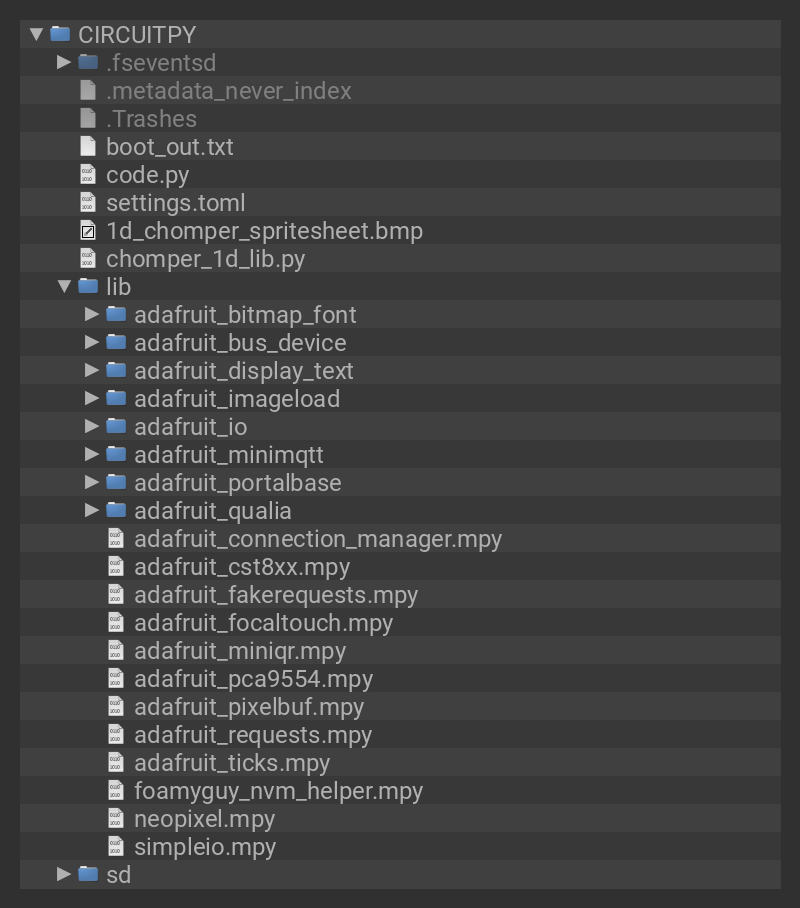 CIRCUITPY
.fseventsd
.metadata_never_index
.Trashes
boot_out.txt
code.py
settings.toml
1d_chomper_spritesheet.bmp
chomper_1d_lib.py
lib
adafruit_bitmap_font
adafruit_bus_device
adafruit_display_text
adafruit_imageload
adafruit_io
adafruit_minimqtt
adafruit_portalbase
adafruit_qualia
adafruit_connection_manager.mpy
adafruit_cst8xx.mpy
adafruit_fakerequests.mpy
adafruit_focaltouch.mpy
adafruit_miniqr.mpy
adafruit_pca9554.mpy
adafruit_pixelbuf.mpy
adafruit_requests.mpy
adafruit_ticks.mpy
foamyguy_nvm_helper.mpy
neopixel.mpy
simpleio.mpy
sd